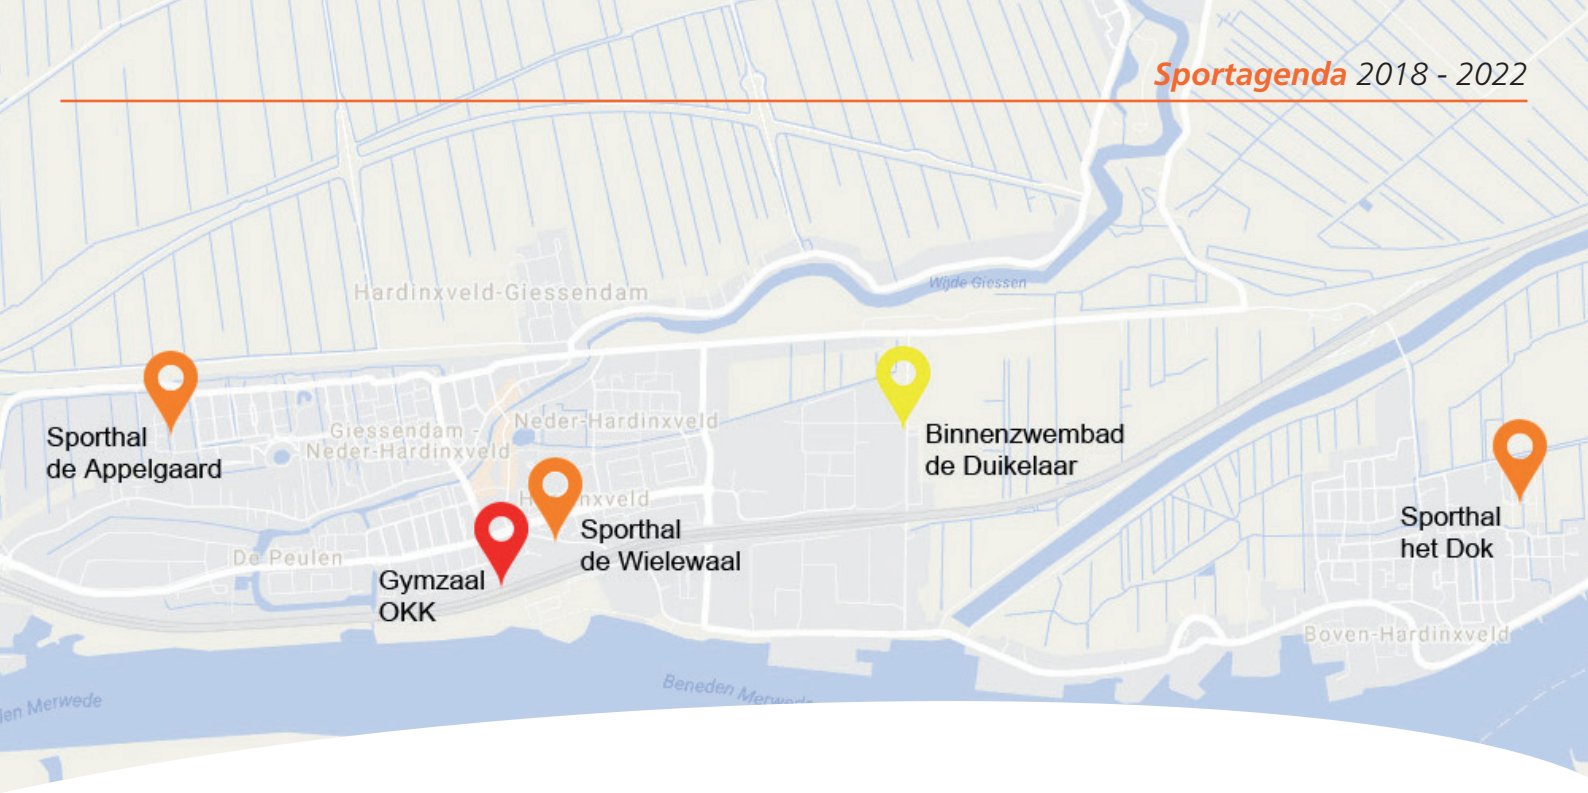 Sportagenda 2018 - 2022
Wijde Giessen
Hardinxveld-Giessendam
Neder-Hardinxveld
Giessendam -
Neder-Hardinxveld
Binnenzwembad
de Duikelaar
Sporthal
de Appelgaard
Sporthal
de Wielewaal
Sporthal
het Dok
De Peulen
Gymzaal
OKK
Boven-Hardinxveld
Beneden Merwede
Merwede